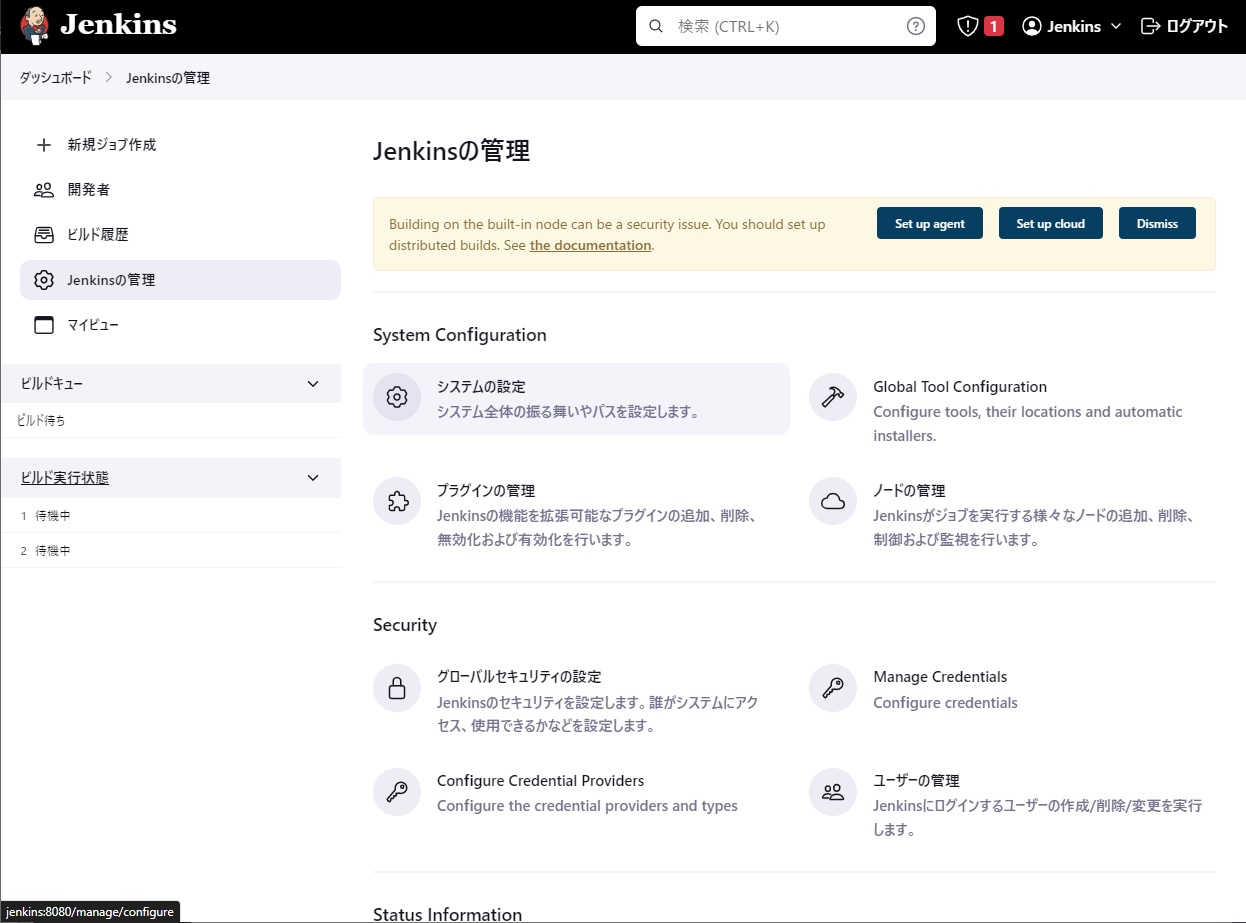 Jenkins
検索 (CTRL+K)
1
Jenkins
ログアウト
ダッシュボード
Jenkinsの管理
新規ジョブ作成
開発者
ビルド履歴
Jenkinsの管理
マイビュー
ビルドキュー
ビルド待ち
ビルド実行状態
1 待機中
2 待機中
Jenkinsの管理
Building on the built-in node can be a security issue. You should set up
distributed builds. See the documentation.
Set up agent
Set up cloud
Dismiss
System Configuration
システムの設定
システム全体の振る舞いやパスを設定します。
Global Tool Configuration
Configure tools, their locations and automatic
installers.
プラグインの管理
Jenkinsの機能を拡張可能なプラグインの追加、削除、
無効化および有効化を行います。
ノードの管理
Jenkinsがジョブを実行する様々なノードの追加、削除、
制御および監視を行います。
Security
グローバルセキュリティの設定
Jenkinsのセキュリティを設定します。誰がシステムにアク
セス、使用できるかなどを設定します。
Manage Credentials
Configure credentials
Configure Credential Providers
Configure the credential providers and types
ユーザーの管理
Jenkinsにログインするユーザーの作成/削除/変更を実行
します。
Status Information
jenkins:8080/manage/configure